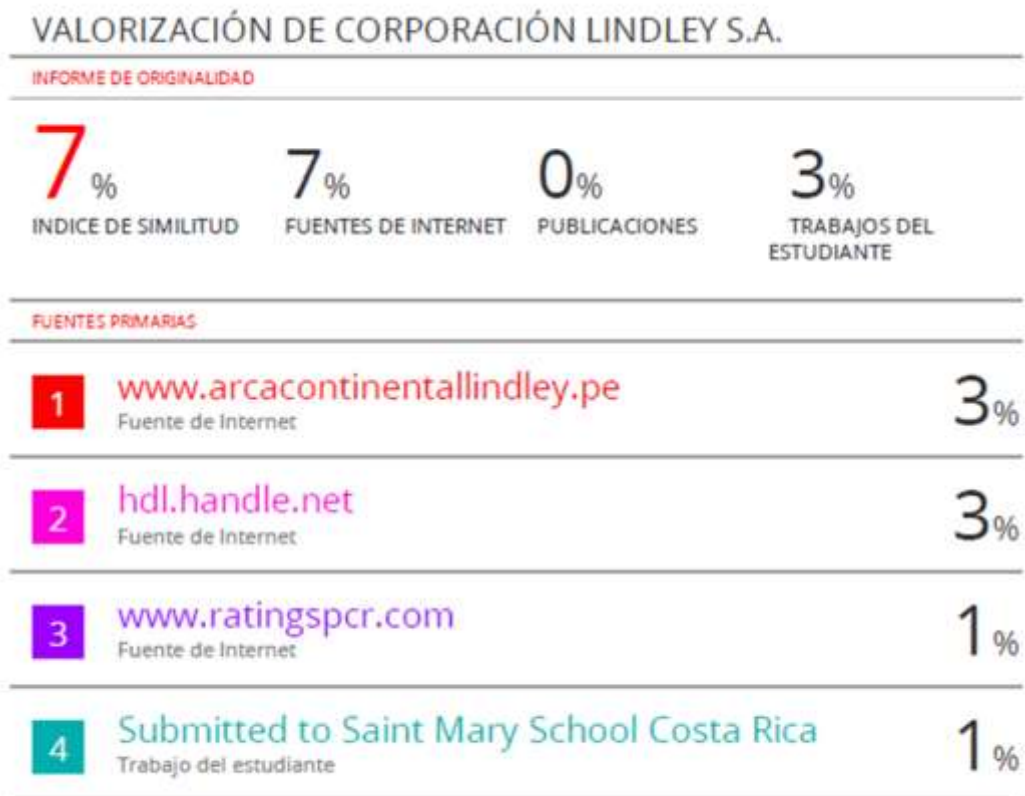 VALORIZACIÓN DE CORPORACIÓN LINDLEY S.A.
INFORME DE ORIGINALIDAD
7%
INDICE DE SIMILITUD
7%
FUENTES DE INTERNET
0%
PUBLICACIONES
3%
TRABAJOS DEL
ESTUDIANTE
FUENTES PRIMARIAS
1
www.arcacontinentallindley.pe
Fuente de Internet
3%
2
hdl.handle.net
Fuente de Internet
3%
3
www.ratingspcr.com
Fuente de Internet
1%
4
Submitted to Saint Mary School Costa Rica
Trabajo del estudiante
1%